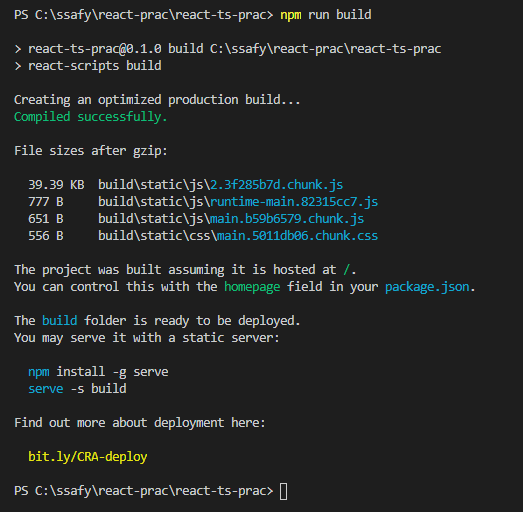 PS C:\ssafy\react-prac\react-ts-prac> npm run build
> react-ts-prac@0.1.0 build C:\ssafy\react-prac\react-ts-prac
> react-scripts build
Creating an optimized production build...
Compiled successfully.
File sizes after gzip:
39.39 KB  build\static\js\2.3f285b7d.chunk.js
777 B     build\static\js\runtime-main.82315cc7.js
651 B     build\static\js\main.b59b6579.chunk.js
556 B     build\static\css\main.5011db06.chunk.css
The project was built assuming it is hosted at /.
You can control this with the homepage field in your package.json.
The build folder is ready to be deployed.
You may serve it with a static server:
npm install -g serve
serve -s build
Find out more about deployment here:
bit.ly/CRA-deploy
PS C:\ssafy\react-prac\react-ts-prac>